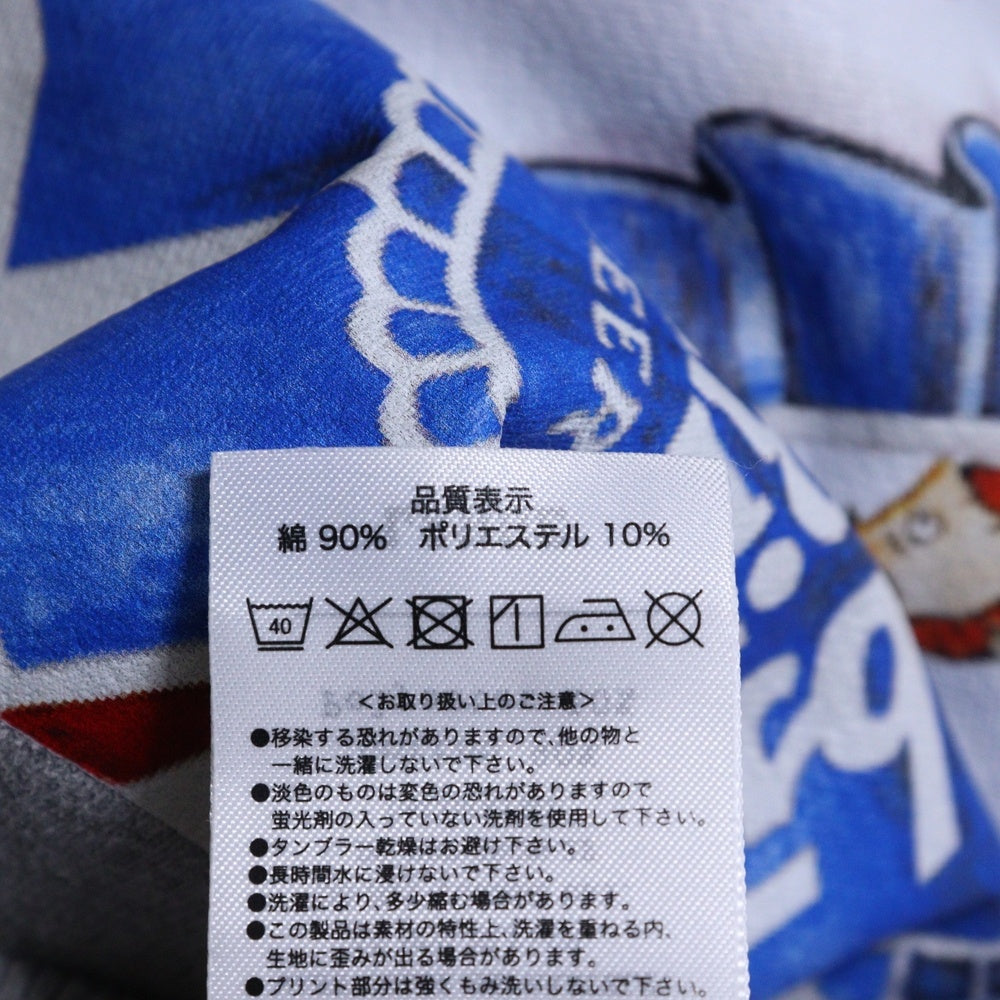 品質表示
綿 90%　ポリエステル 10%
40
<お取り扱い上のご注意>
●移染する恐れがありますので、他の物と
一緒に洗濯しないで下さい。
●淡色のものは変色の恐れがありますので
蛍光剤の入っていない洗剤を使用して下さい。
●タンブラー乾燥はお避け下さい。
●長時間水に浸けないで下さい。
●洗濯により、多少縮む場合があります。
●この製品は素材の特性上、洗濯を重ねる内、
生地に歪みが出る場合があります。
●プリント部分は強くもみ洗いしないで下さい。